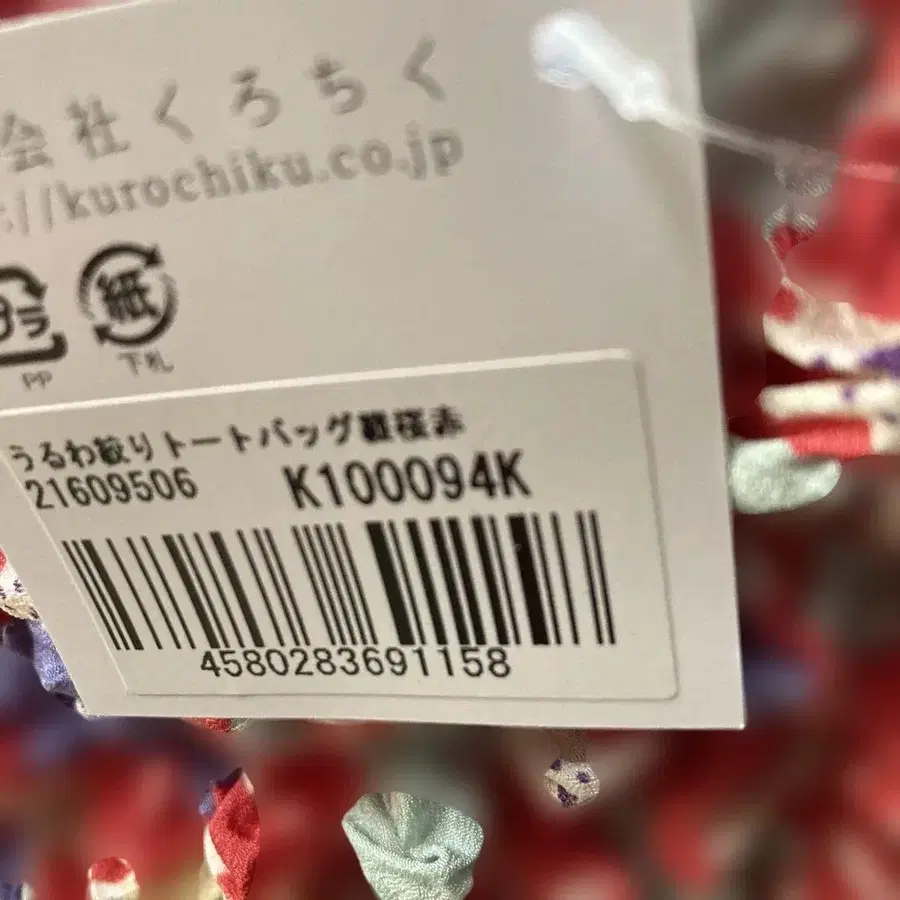 会社くろちく
://kurochiku.co.jp
プラ 紙
PP 下札
うるわ絞りトートバッグ観桜赤
21609506 K100094K
4580283691158